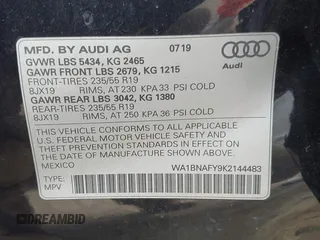 MFD. BY AUDI AG 07/19
GVWR LBS 5434, KG 2465
GAWR FRONT LBS 2679, KG 1215
FRONT-TIRES 235/55 R19
8JX19 RIMS, AT 230 KPA 33 PSI COLD
GAWR REAR LBS 3042, KG 1380
REAR-TIRES 235/55 R19
8JX19 RIMS, AT 250 KPA 36 PSI COLD
Audi
THIS VEHICLE CONFORMS TO ALL APPLICABLE
U.S. FEDERAL MOTOR VEHICLE SAFETY AND
THEFT PREVENTION STANDARDS IN EFFECT ON
THE DATE OF MANUFACTURE SHOWN ABOVE.
MEXICO
WA1BNAFY9K2144483
TYPE:
MPV
DREAMBID